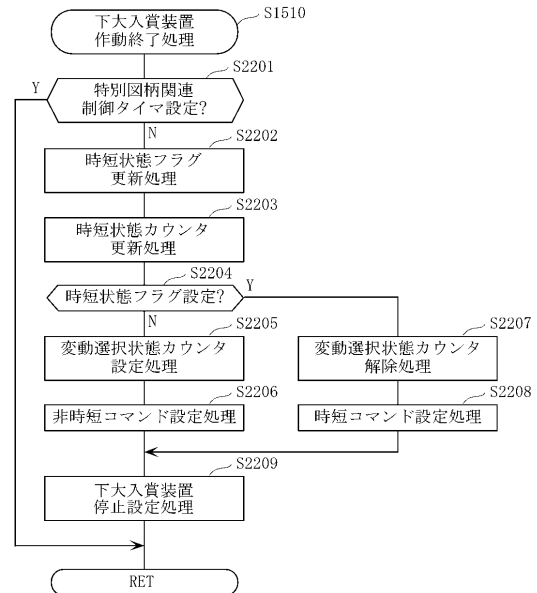 下大入賞装置
作動終了処理
S1510
S2201
Y
特別図柄関連
制御タイマ設定?
N
S2202
時短状態フラグ
更新処理
S2203
時短状態カウンタ
更新処理
S2204
時短状態フラグ設定?
Y
N
S2205
変動選択状態カウンタ
設定処理
S2207
変動選択状態カウンタ
解除処理
S2206
非時短コマンド設定処理
S2208
時短コマンド設定処理
S2209
下大入賞装置
停止設定処理
RET